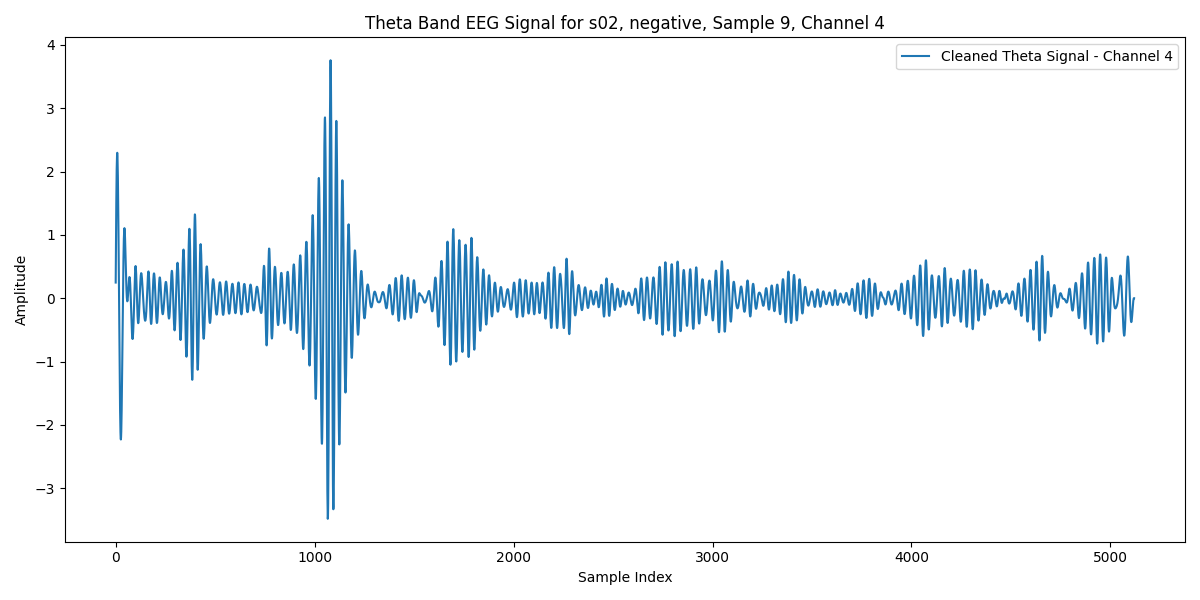 Theta Band EEG Signal for s02, negative, Sample 9, Channel 4
Cleaned Theta Signal - Channel 4
Amplitude
4
3
2
1
0
−1
−2
−3
0 1000 2000 3000 4000 5000
Sample Index